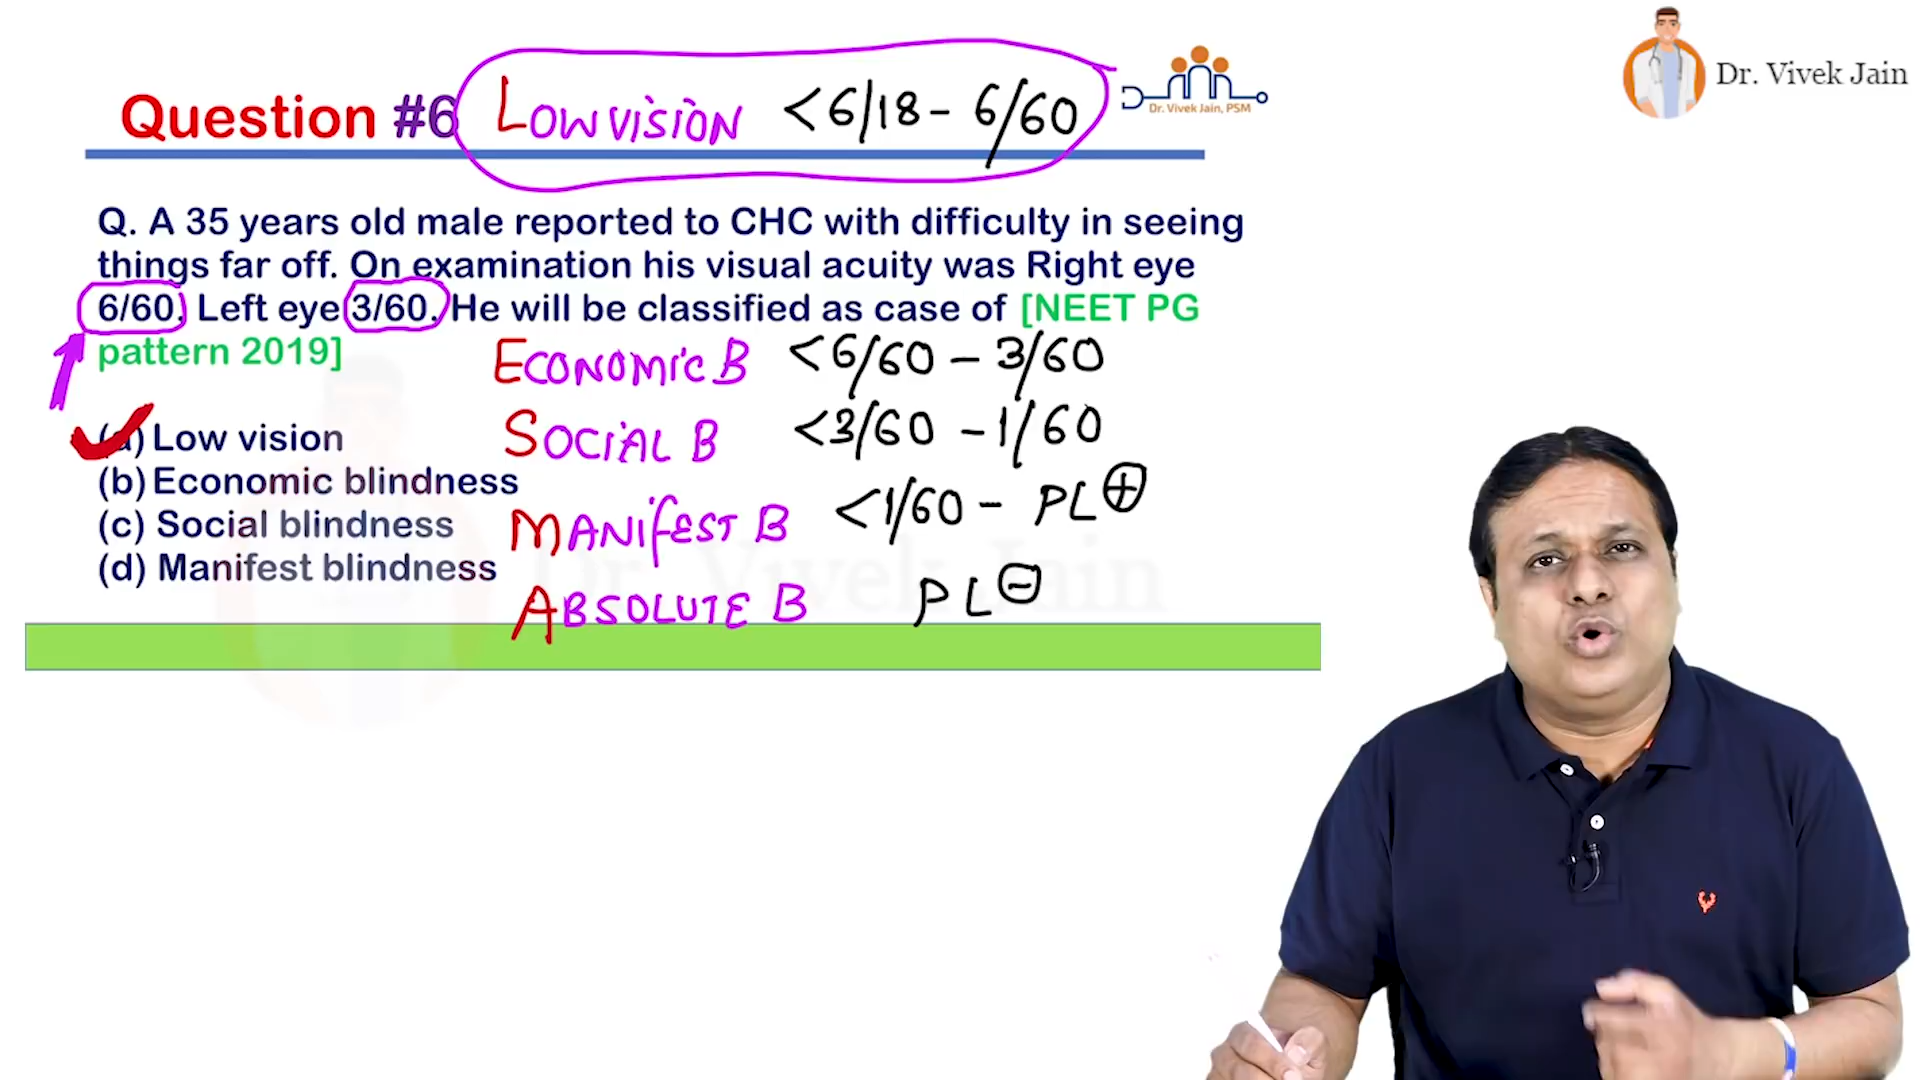 Question #6 LOW VISION <6/18 - 6/60
Dr. Vivek Jain, PSM
Dr. Vivek Jain
Q. A 35 years old male reported to CHC with difficulty in seeing
things far off. On examination his visual acuity was Right eye
6/60. Left eye 3/60. He will be classified as case of [NEET PG
pattern 2019]
ECONOMIC B <6/60 - 3/60
(a) Low vision
SOCIAL B <3/60 - 1/60
(b) Economic blindness
(c) Social blindness
MANIFEST B <1/60 - PL +
(d) Manifest blindness
Dr. Vivek Jain
ABSOLUTE B PL -